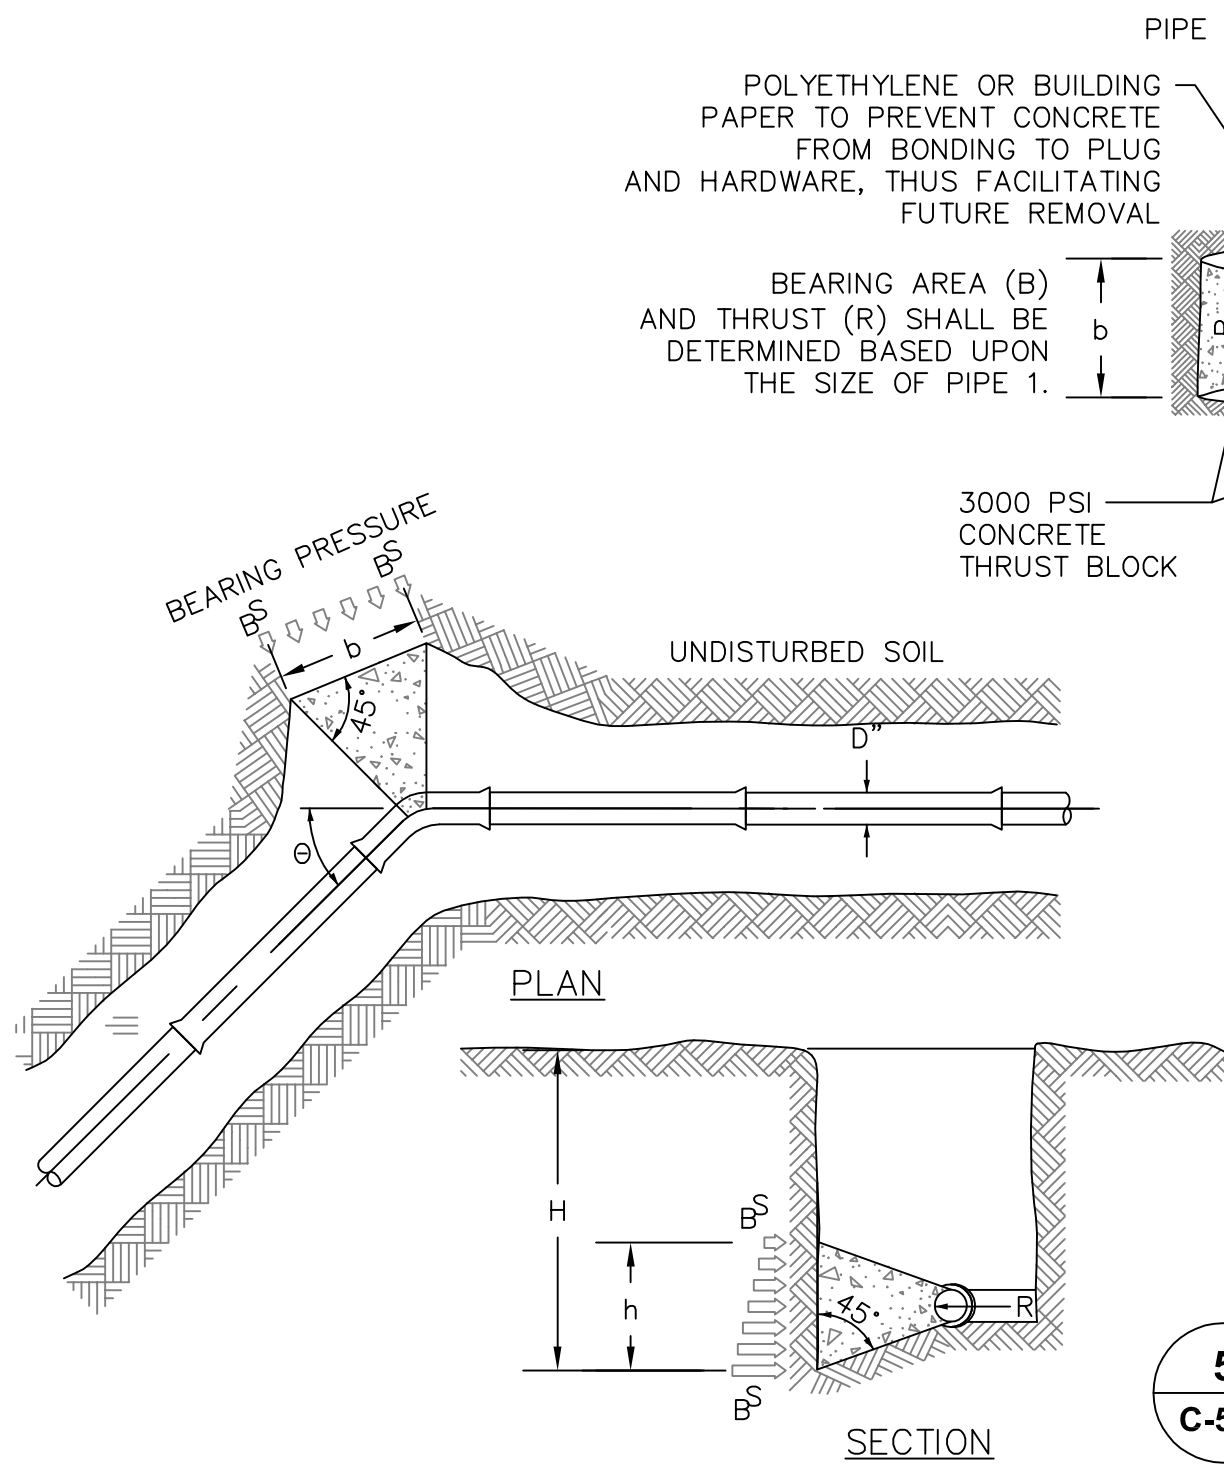 PIPE
POLYETHYLENE OR BUILDING
PAPER TO PREVENT CONCRETE
FROM BONDING TO PLUG
AND HARDWARE, THUS FACILITATING
FUTURE REMOVAL
BEARING AREA (B)
AND THRUST (R) SHALL BE
DETERMINED BASED UPON
THE SIZE OF PIPE 1.
b
3000 PSI
CONCRETE
THRUST BLOCK
BEARING PRESSURE
BS
BS
b
45°
UNDISTURBED SOIL
D"
Θ
PLAN
H
BS
h
45°
R
BS
5
C-5
SECTION